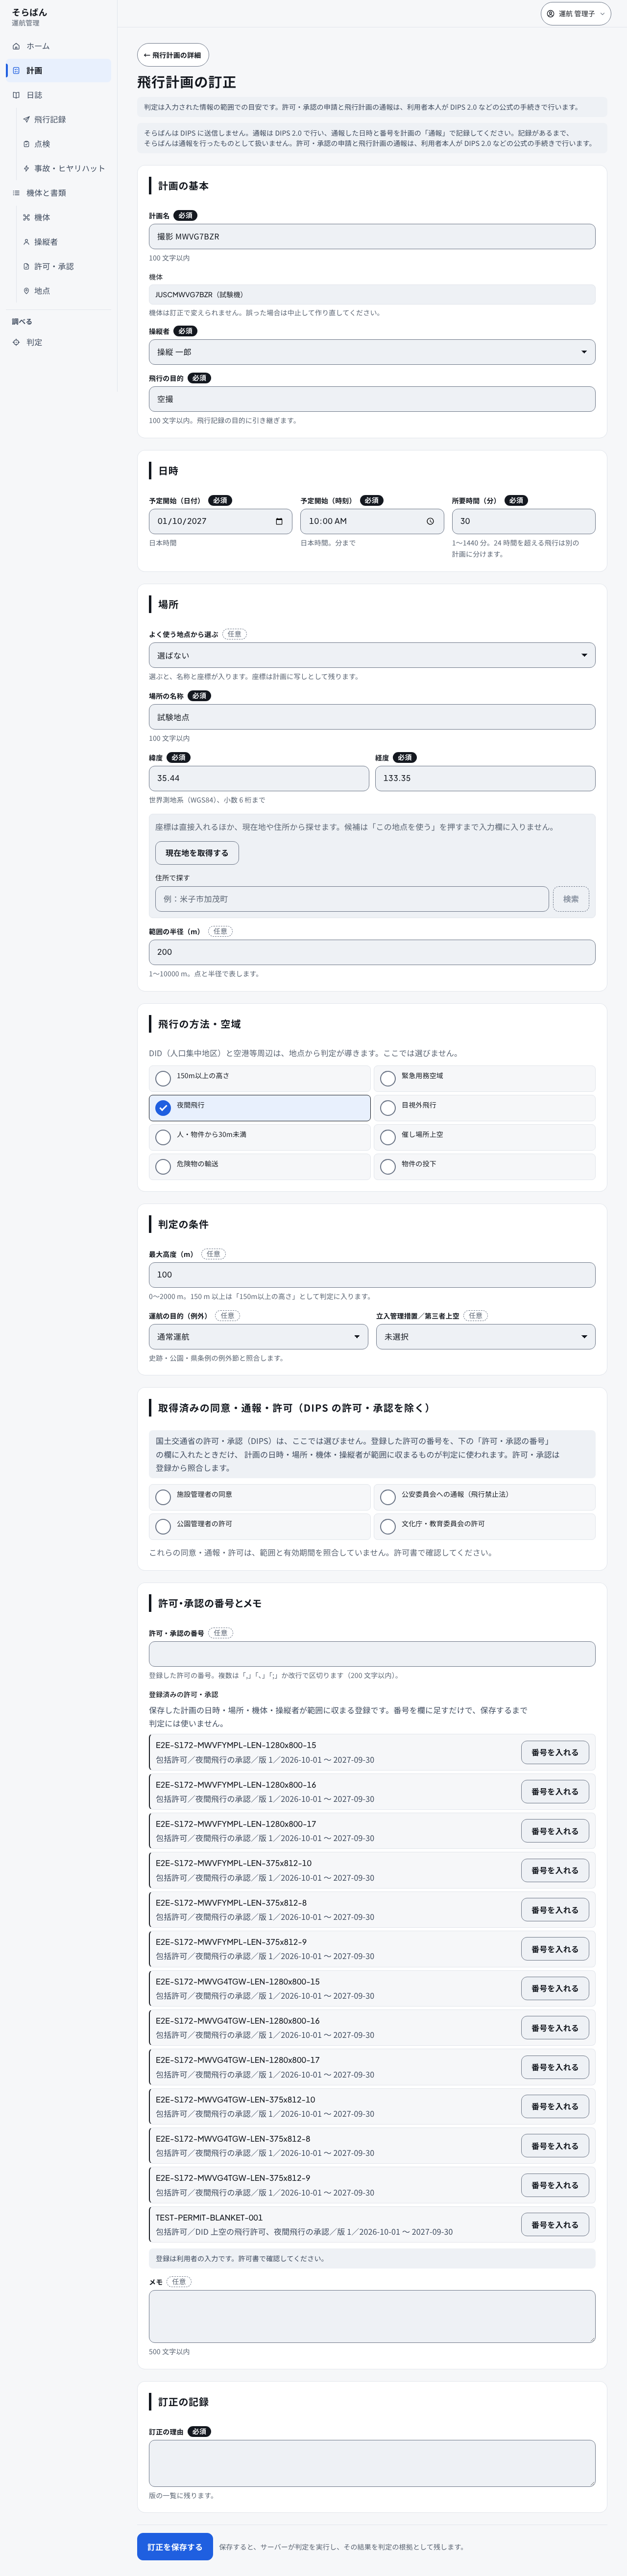 そらぱん
運航管理
運航 管理子
ホーム
計画
日誌
飛行記録
点検
事故・ヒヤリハット
機体と書類
機体
操縦者
許可・承認
地点
調べる
判定
← 飛行計画の詳細
飛行計画の訂正
判定は入力された情報の範囲での目安です。許可・承認の申請と飛行計画の通報は、利用者本人が DIPS 2.0 などの公式の手続きで行います。
そらぱんは DIPS に送信しません。通報は DIPS 2.0 で行い、通報した日時と番号を計画の「通報」で記録してください。記録があるまで、
そらぱんは通報を行ったものとして扱いません。許可・承認の申請と飛行計画の通報は、利用者本人が DIPS 2.0 などの公式の手続きで行います。
計画の基本
計画名 必須
撮影 MWVG7BZR
100 文字以内
機体
JUSCMWVG7BZR（試験機）
機体は訂正で変えられません。誤った場合は中止して作り直してください。
操縦者 必須
操縦 一郎
飛行の目的 必須
空撮
100 文字以内。飛行記録の目的に引き継ぎます。
日時
予定開始（日付） 必須 予定開始（時刻） 必須 所要時間（分） 必須
01/10/2027 10:00 AM 30
日本時間 日本時間。分まで 1〜1440 分。24 時間を超える飛行は別の
計画に分けます。
場所
よく使う地点から選ぶ 任意
選ばない
選ぶと、名称と座標が入ります。座標は計画に写しとして残ります。
場所の名称 必須
試験地点
100 文字以内
緯度 必須 経度 必須
35.44 133.35
世界測地系（WGS84）、小数 6 桁まで
座標は直接入れるほか、現在地や住所から探せます。候補は「この地点を使う」を押すまで入力欄に入りません。
現在地を取得する
住所で探す
例：米子市加茂町 検索
範囲の半径（m） 任意
200
1〜10000 m。点と半径で表します。
飛行の方法・空域
DID（人口集中地区）と空港等周辺は、地点から判定が導きます。ここでは選びません。
150m以上の高さ 緊急用務空域
夜間飛行 目視外飛行
人・物件から30m未満 催し場所上空
危険物の輸送 物件の投下
判定の条件
最大高度（m） 任意
100
0〜2000 m。150 m 以上は「150m以上の高さ」として判定に入ります。
運航の目的（例外） 任意 立入管理措置／第三者上空 任意
通常運航 未選択
史跡・公園・県条例の例外節と照合します。
取得済みの同意・通報・許可（DIPS の許可・承認を除く）
国土交通省の許可・承認（DIPS）は、ここでは選びません。登録した許可の番号を、下の「許可・承認の番号」
の欄に入れたときだけ、計画の日時・場所・機体・操縦者が範囲に収まるものが判定に使われます。許可・承認は
登録から照合します。
施設管理者の同意 公安委員会への通報（飛行禁止法）
公園管理者の許可 文化庁・教育委員会の許可
これらの同意・通報・許可は、範囲と有効期間を照合していません。許可書で確認してください。
許可・承認の番号とメモ
許可・承認の番号 任意
登録した許可の番号。複数は「,」「、」「;」か改行で区切ります（200 文字以内）。
登録済みの許可・承認
保存した計画の日時・場所・機体・操縦者が範囲に収まる登録です。番号を欄に足すだけで、保存するまで
判定には使いません。
E2E-S172-MWVFYMPL-LEN-1280x800-15
包括許可／夜間飛行の承認／版 1／2026-10-01 〜 2027-09-30
番号を入れる
E2E-S172-MWVFYMPL-LEN-1280x800-16
包括許可／夜間飛行の承認／版 1／2026-10-01 〜 2027-09-30
番号を入れる
E2E-S172-MWVFYMPL-LEN-1280x800-17
包括許可／夜間飛行の承認／版 1／2026-10-01 〜 2027-09-30
番号を入れる
E2E-S172-MWVFYMPL-LEN-375x812-10
包括許可／夜間飛行の承認／版 1／2026-10-01 〜 2027-09-30
番号を入れる
E2E-S172-MWVFYMPL-LEN-375x812-8
包括許可／夜間飛行の承認／版 1／2026-10-01 〜 2027-09-30
番号を入れる
E2E-S172-MWVFYMPL-LEN-375x812-9
包括許可／夜間飛行の承認／版 1／2026-10-01 〜 2027-09-30
番号を入れる
E2E-S172-MWVG4TGW-LEN-1280x800-15
包括許可／夜間飛行の承認／版 1／2026-10-01 〜 2027-09-30
番号を入れる
E2E-S172-MWVG4TGW-LEN-1280x800-16
包括許可／夜間飛行の承認／版 1／2026-10-01 〜 2027-09-30
番号を入れる
E2E-S172-MWVG4TGW-LEN-1280x800-17
包括許可／夜間飛行の承認／版 1／2026-10-01 〜 2027-09-30
番号を入れる
E2E-S172-MWVG4TGW-LEN-375x812-10
包括許可／夜間飛行の承認／版 1／2026-10-01 〜 2027-09-30
番号を入れる
E2E-S172-MWVG4TGW-LEN-375x812-8
包括許可／夜間飛行の承認／版 1／2026-10-01 〜 2027-09-30
番号を入れる
E2E-S172-MWVG4TGW-LEN-375x812-9
包括許可／夜間飛行の承認／版 1／2026-10-01 〜 2027-09-30
番号を入れる
TEST-PERMIT-BLANKET-001
包括許可／DID 上空の飛行許可、夜間飛行の承認／版 1／2026-10-01 〜 2027-09-30
番号を入れる
登録は利用者の入力です。許可書で確認してください。
メモ 任意
500 文字以内
訂正の記録
訂正の理由 必須
版の一覧に残ります。
訂正を保存する 保存すると、サーバーが判定を実行し、その結果を判定の根拠として残します。